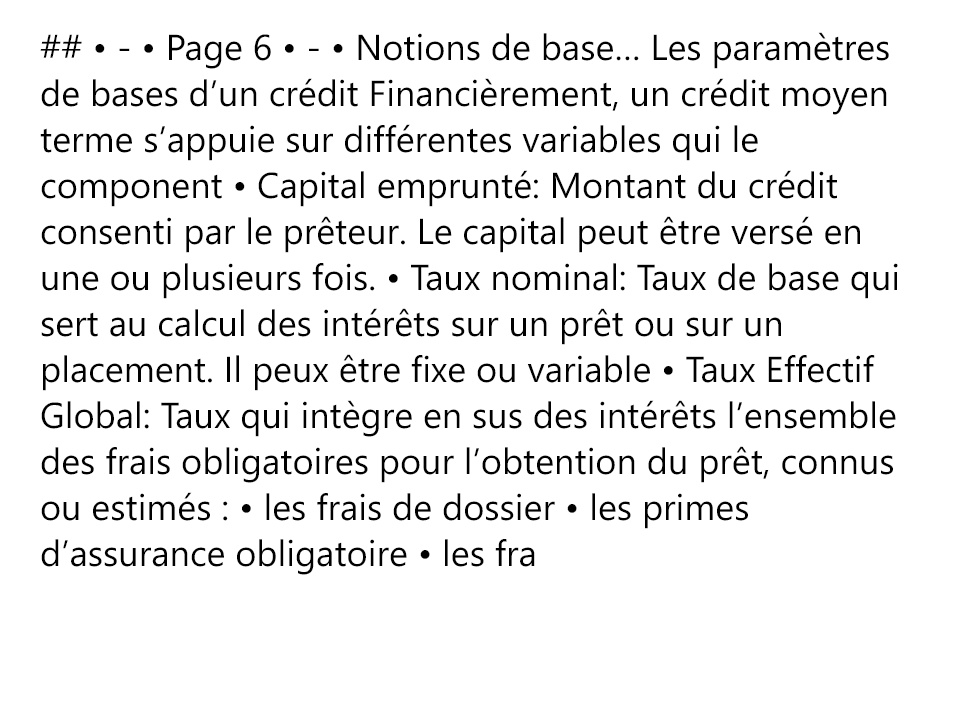 ## • - • Page 6 • - • Notions de base… Les paramètres
de bases d’un crédit Financièrement, un crédit moyen
terme s’appuie sur différentes variables qui le
component • Capital emprunté: Montant du crédit
consenti par le prêteur. Le capital peut être versé en
une ou plusieurs fois. • Taux nominal: Taux de base qui
sert au calcul des intérêts sur un prêt ou sur un
placement. Il peux être fixe ou variable • Taux Effectif
Global: Taux qui intègre en sus des intérêts l’ensemble
des frais obligatoires pour l’obtention du prêt, connus
ou estimés : • les frais de dossier • les primes
d’assurance obligatoire • les fra